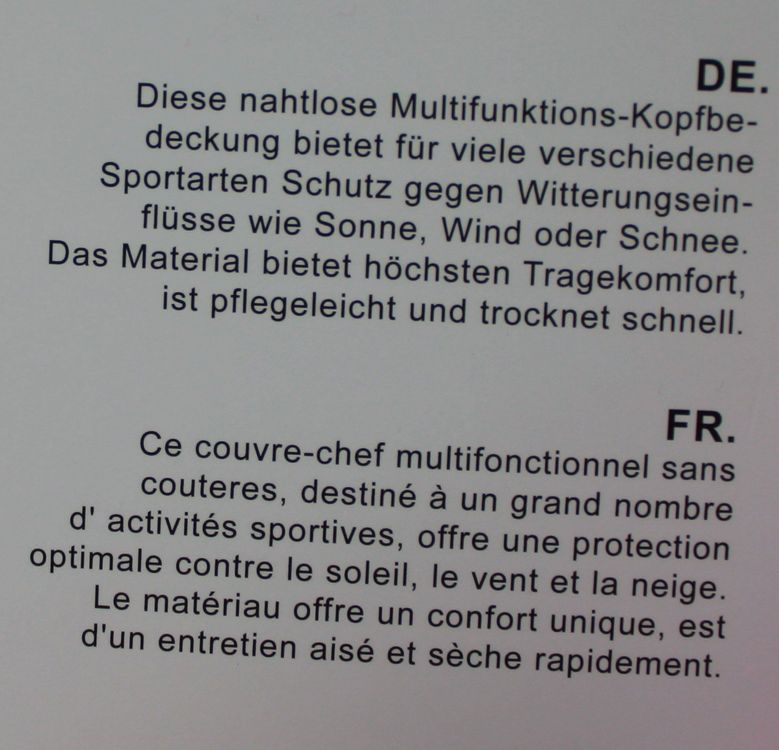 DE.
Diese nahtlose Multifunktions-Kopfbe-
deckung bietet für viele verschiedene
Sportarten Schutz gegen Witterungsein-
flüsse wie Sonne, Wind oder Schnee.
Das Material bietet höchsten Tragekomfort,
ist pflegeleicht und trocknet schnell.
FR.
Ce couvre-chef multifonctionnel sans
couteres, destiné à un grand nombre
d' activités sportives, offre une protection
optimale contre le soleil, le vent et la neige.
Le matériau offre un confort unique, est
d'un entretien aisé et sèche rapidement.